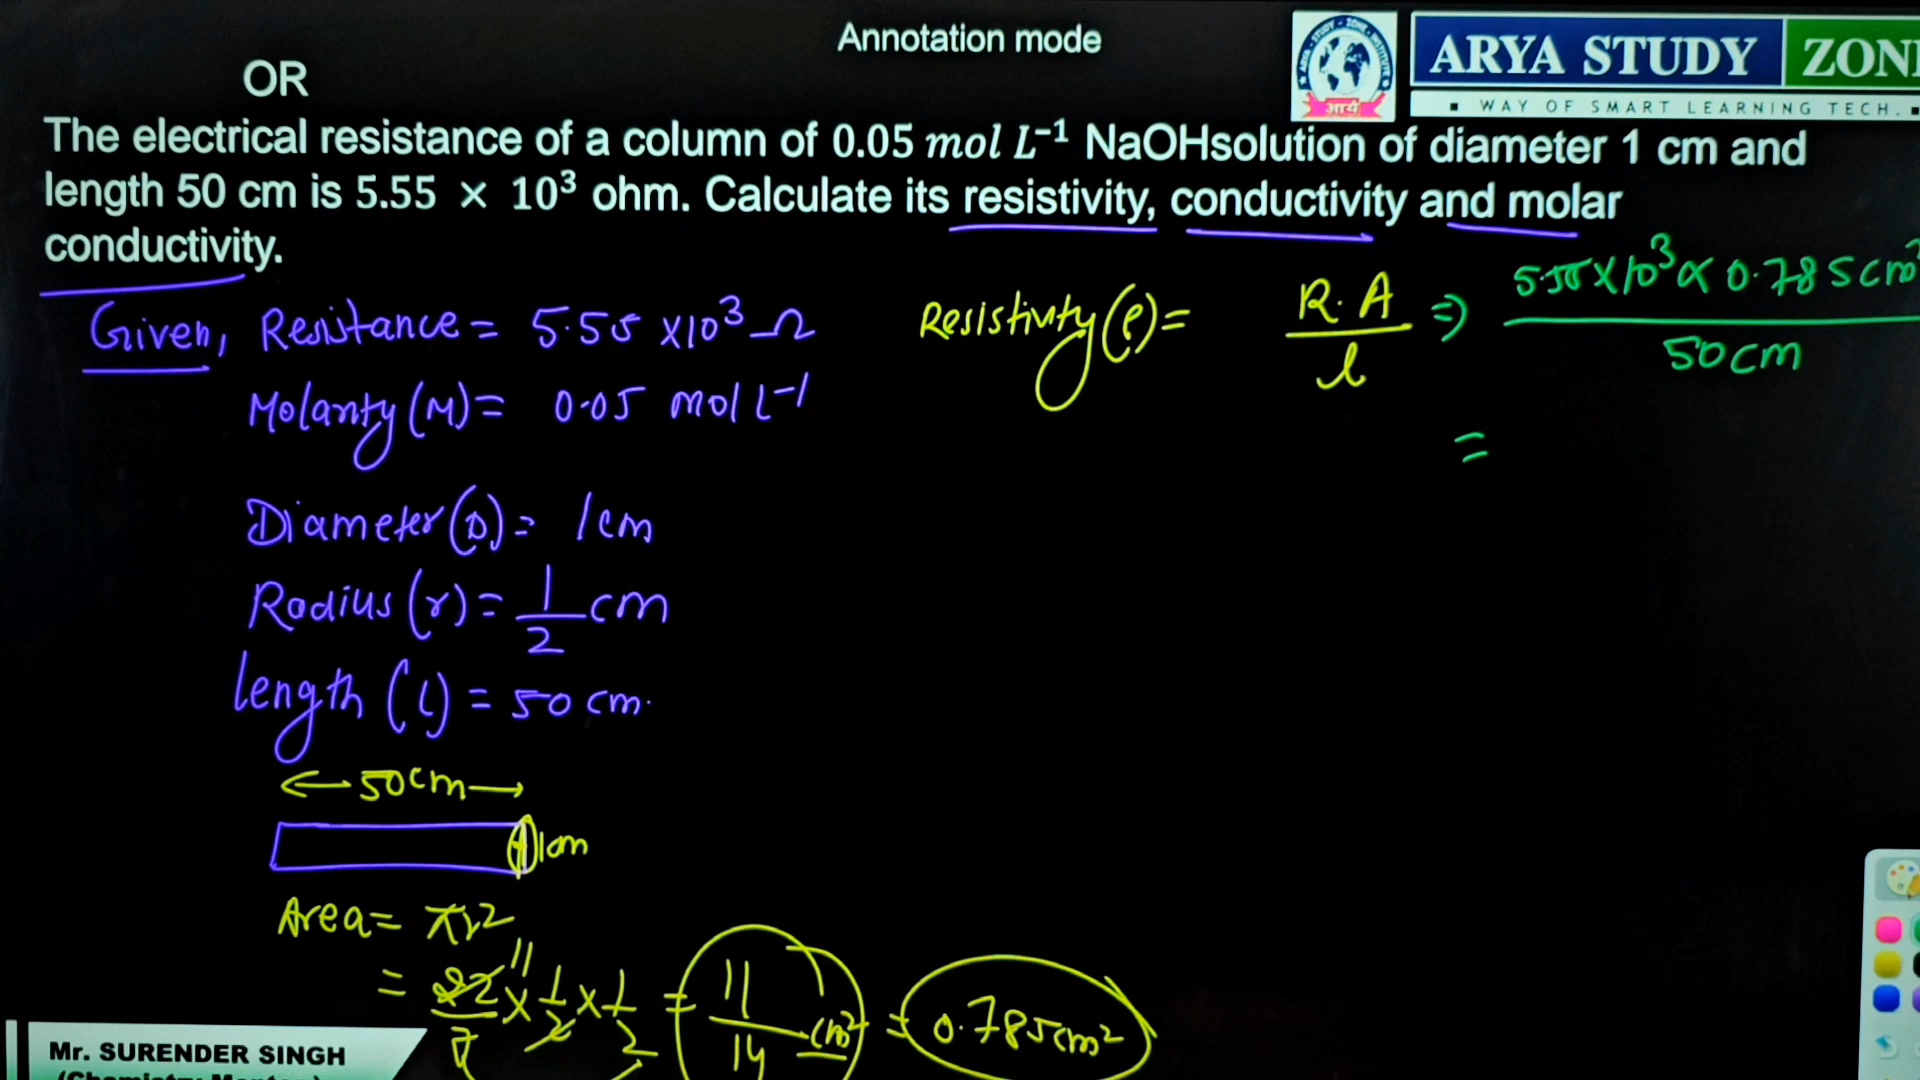 Annotation mode
ARYA STUDY
WAY OF SMART LEARNING TECH.
आर्य
OR
The electrical resistance of a column of 0.05 mol L⁻¹ NaOHsolution of diameter 1 cm and
length 50 cm is 5.55 × 10³ ohm. Calculate its resistivity, conductivity and molar
conductivity.
Given, Resistance = 5.55 ×10³ Ω
Molarity (M) = 0.05 mol L⁻¹
Diameter (D) = 1cm
Radius (r) = 1/2 cm
length (l) = 50 cm.
← 50cm →
1cm
Area = πr²
= 22/7 × 1/2 × 1/2 = 11/14 cm² = 0.785cm²
11
2
Resistivity (ρ) = R.A/l ⇒ 5.55×10³ × 0.785cm²/50cm
=
Mr. SURENDER SINGH